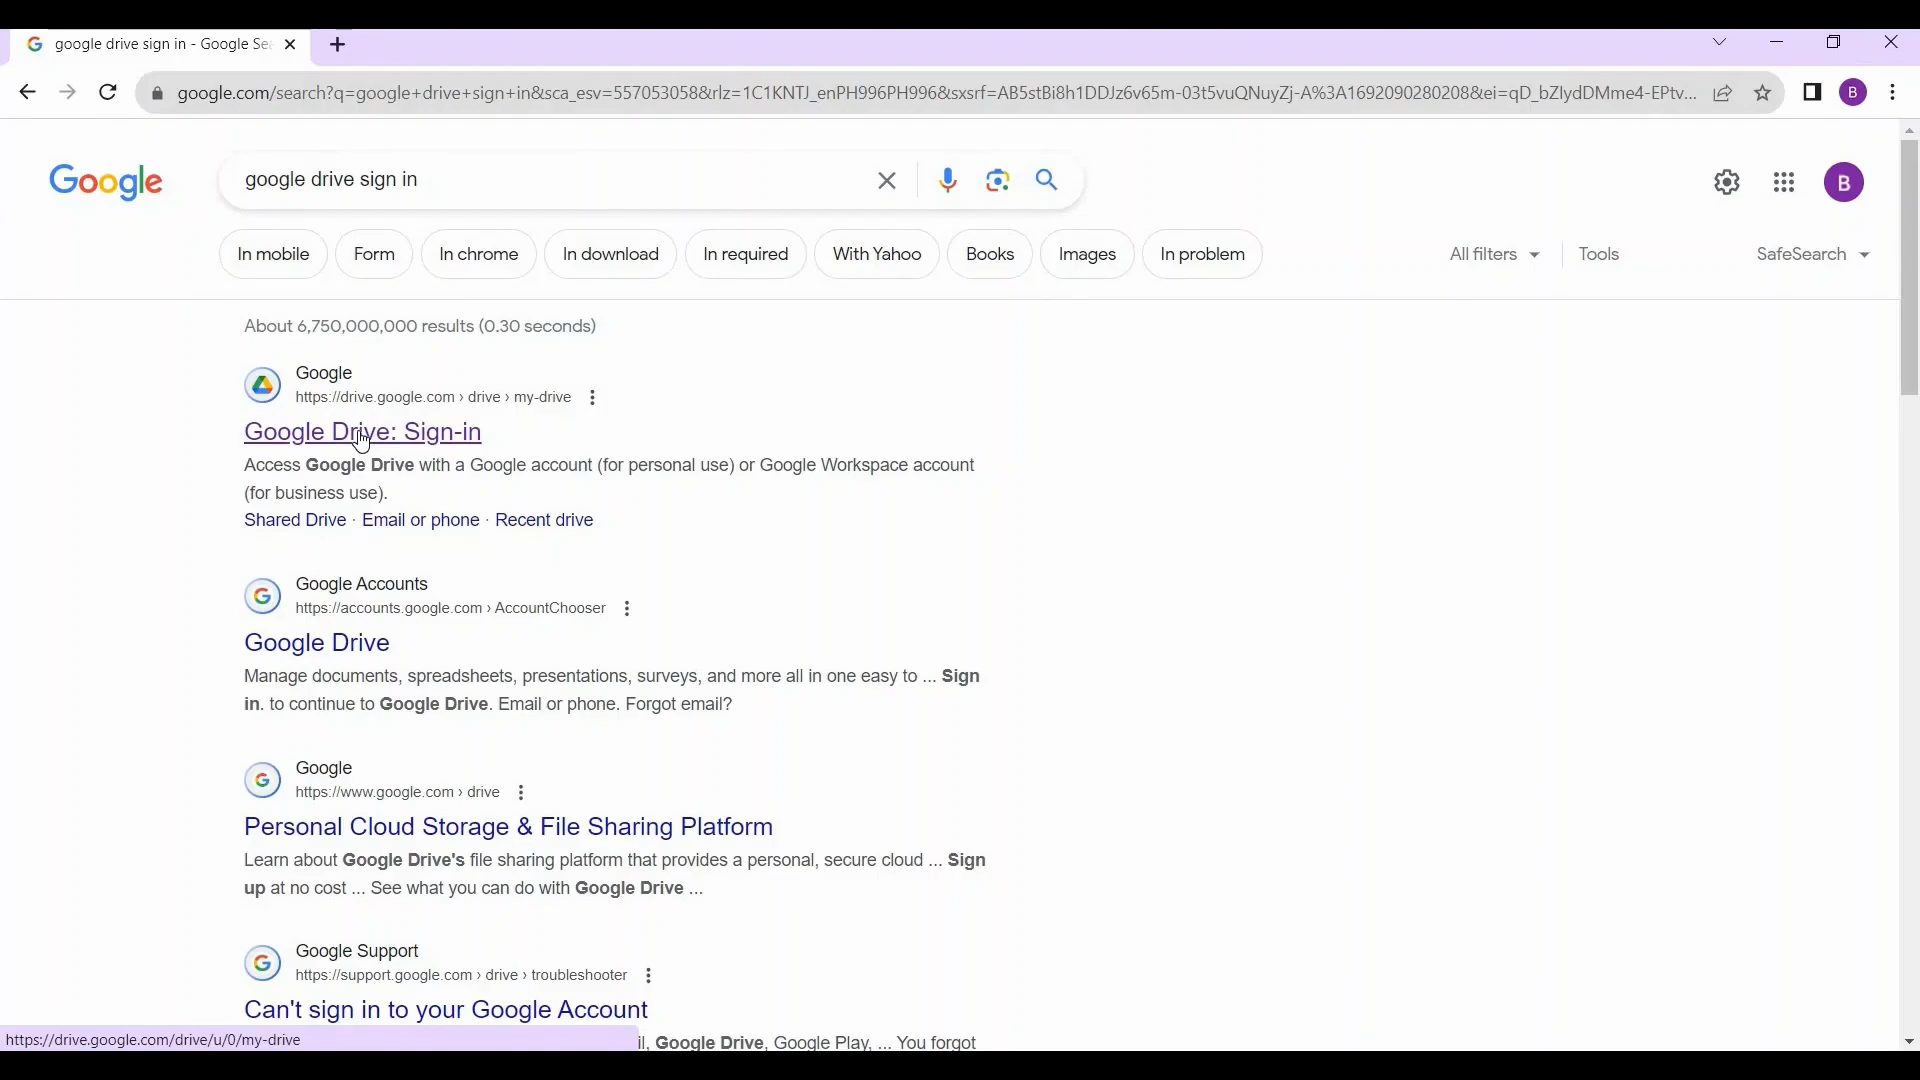 google drive sign in - Google Se
google.com/search?q=google+drive+sign+in&sca_esv=557053058&rlz=1C1KNTJ_enPH996PH996&sxsrf=AB5stBi8h1DDJz6v65m-03t5vuQNuyZj-A%3A1692090280208&ei=qD_bZIydDMme4-EPtv...
B
Google
google drive sign in
B
In mobile
Form
In chrome
In download
In required
With Yahoo
Books
Images
In problem
All filters
Tools
SafeSearch
About 6,750,000,000 results (0.30 seconds)
Google
https://drive.google.com › drive › my-drive
Google Drive: Sign-in
Access Google Drive with a Google account (for personal use) or Google Workspace account
(for business use).
Shared Drive · Email or phone · Recent drive
Google Accounts
https://accounts.google.com › AccountChooser
Google Drive
Manage documents, spreadsheets, presentations, surveys, and more all in one easy to ... Sign
in. to continue to Google Drive. Email or phone. Forgot email?
Google
https://www.google.com › drive
Personal Cloud Storage & File Sharing Platform
Learn about Google Drive's file sharing platform that provides a personal, secure cloud ... Sign
up at no cost ... See what you can do with Google Drive ...
Google Support
https://support.google.com › drive › troubleshooter
Can't sign in to your Google Account
https://drive.google.com/drive/u/0/my-drive
il, Google Drive, Google Play, ... You forgot